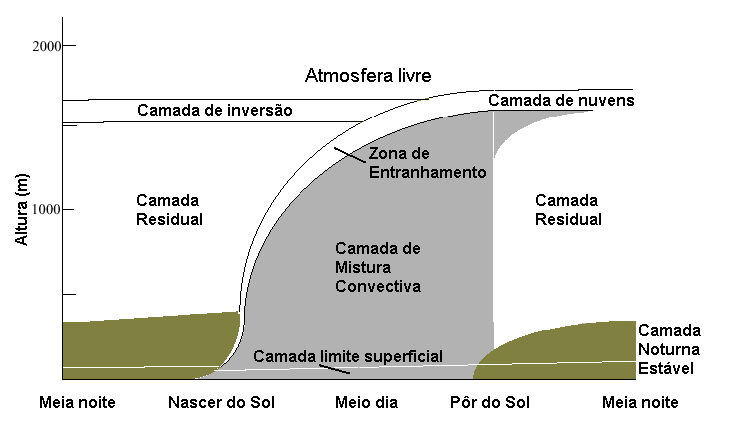 2000
Atmosfera livre
Camada de inversão
Camada de nuvens
Zona de
Entranhamento
Altura (m)
1000
Camada
Residual
Camada
Residual
Camada de
Mistura
Convectiva
Camada limite superficial
Camada
Noturna
Estável
Meia noite
Nascer do Sol
Meio dia
Pôr do Sol
Meia noite